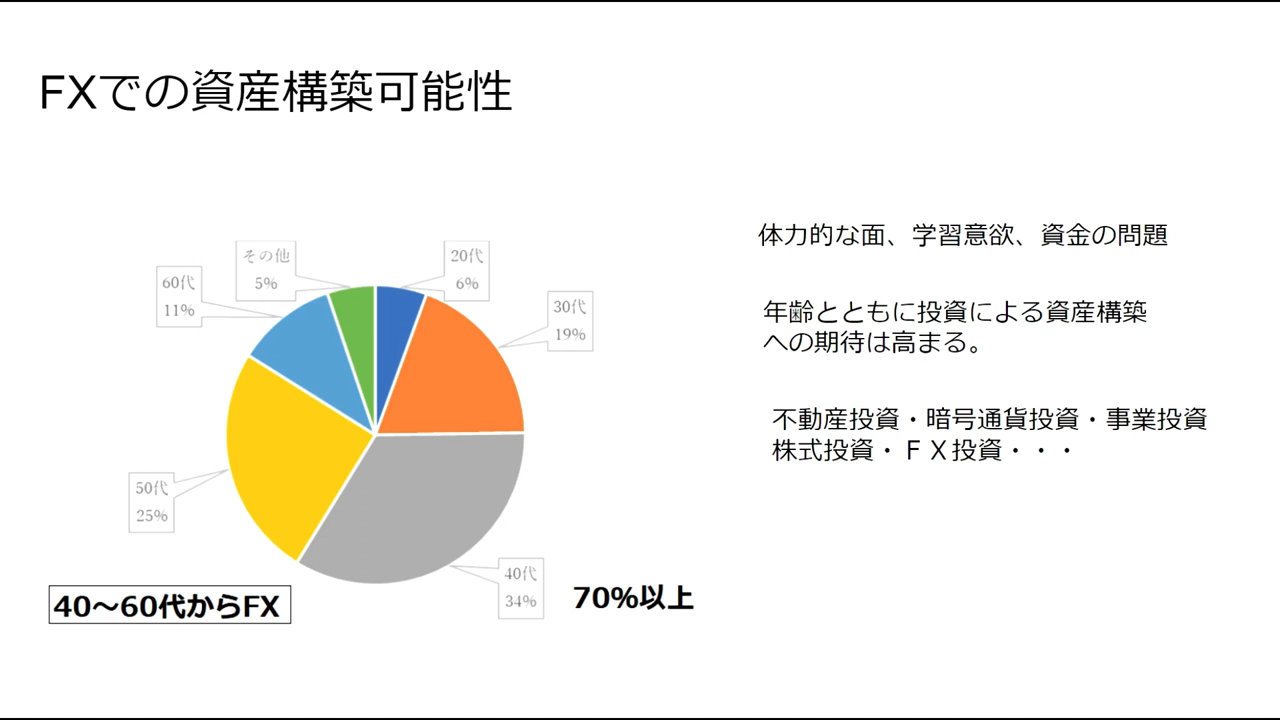 FXでの資産構築可能性
その他
5%
20代
6%
60代
11%
30代
19%
50代
25%
40代
34%
40～60代からFX
70%以上
体力的な面、学習意欲、資金の問題
年齢とともに投資による資産構築
への期待は高まる。
不動産投資・暗号通貨投資・事業投資
株式投資・ＦＸ投資・・・